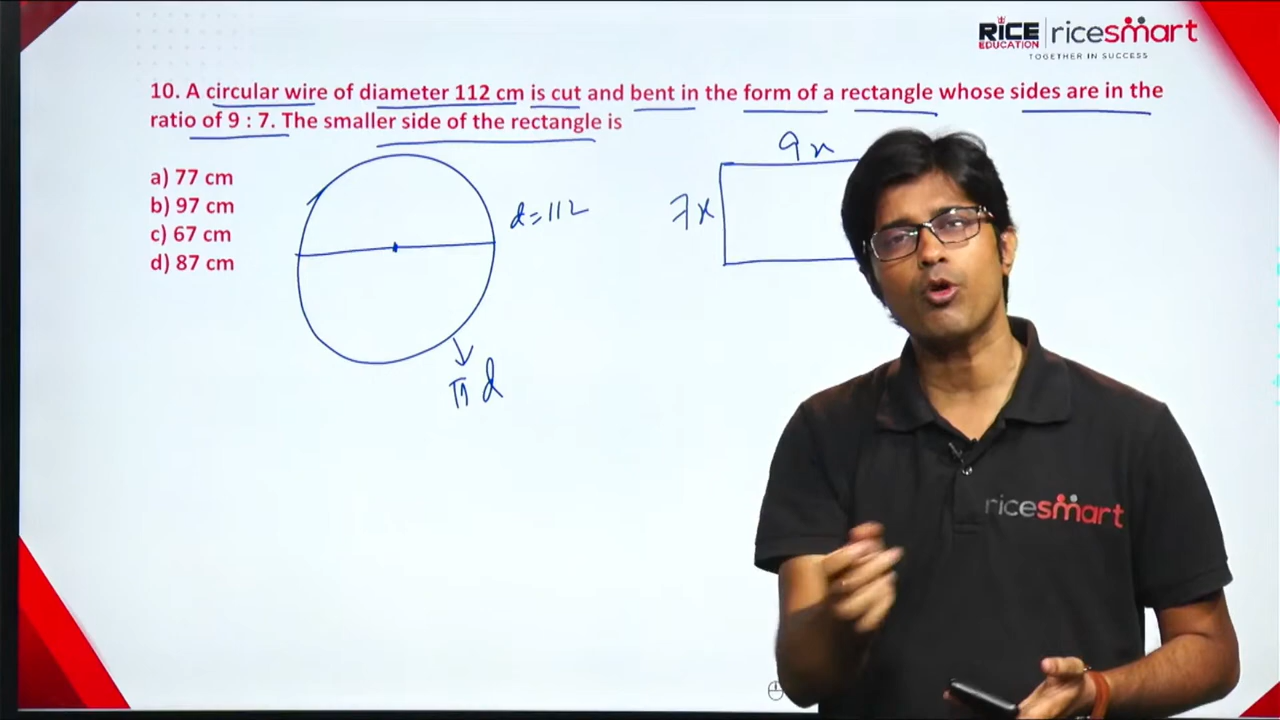 RICE
EDUCATION
ricesmart
TOGETHER IN SUCCESS
10. A circular wire of diameter 112 cm is cut and bent in the form of a rectangle whose sides are in the
ratio of 9 : 7. The smaller side of the rectangle is
a) 77 cm
b) 97 cm
c) 67 cm
d) 87 cm
d=112
πd
9x
7x
ricesmart